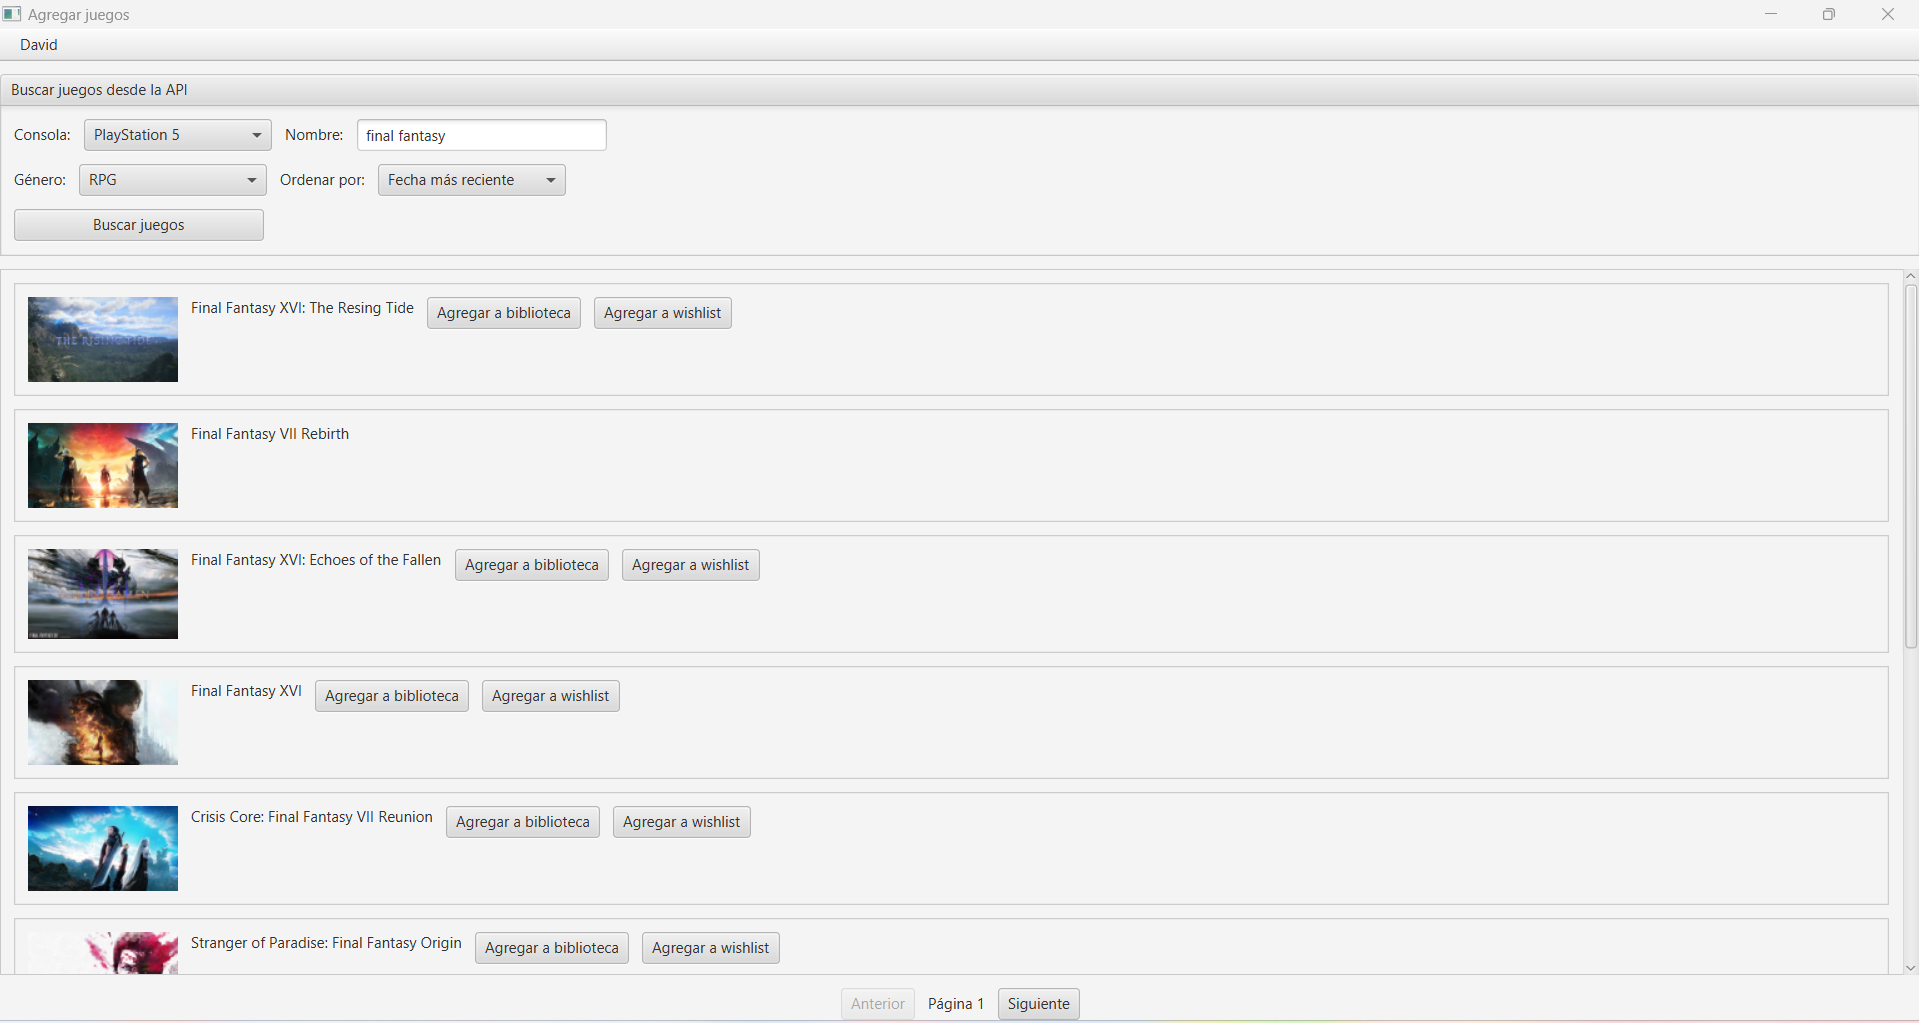 Agregar juegos
David
Buscar juegos desde la API
Consola: PlayStation 5 Nombre: final fantasy
Género: RPG Ordenar por: Fecha más reciente
Buscar juegos
THE RISING TIDE
Final Fantasy XVI: The Resing Tide Agregar a biblioteca Agregar a wishlist
Final Fantasy VII Rebirth
Final Fantasy XVI: Echoes of the Fallen Agregar a biblioteca Agregar a wishlist
Final Fantasy XVI Agregar a biblioteca Agregar a wishlist
Crisis Core: Final Fantasy VII Reunion Agregar a biblioteca Agregar a wishlist
Stranger of Paradise: Final Fantasy Origin Agregar a biblioteca Agregar a wishlist
Anterior Página 1 Siguiente